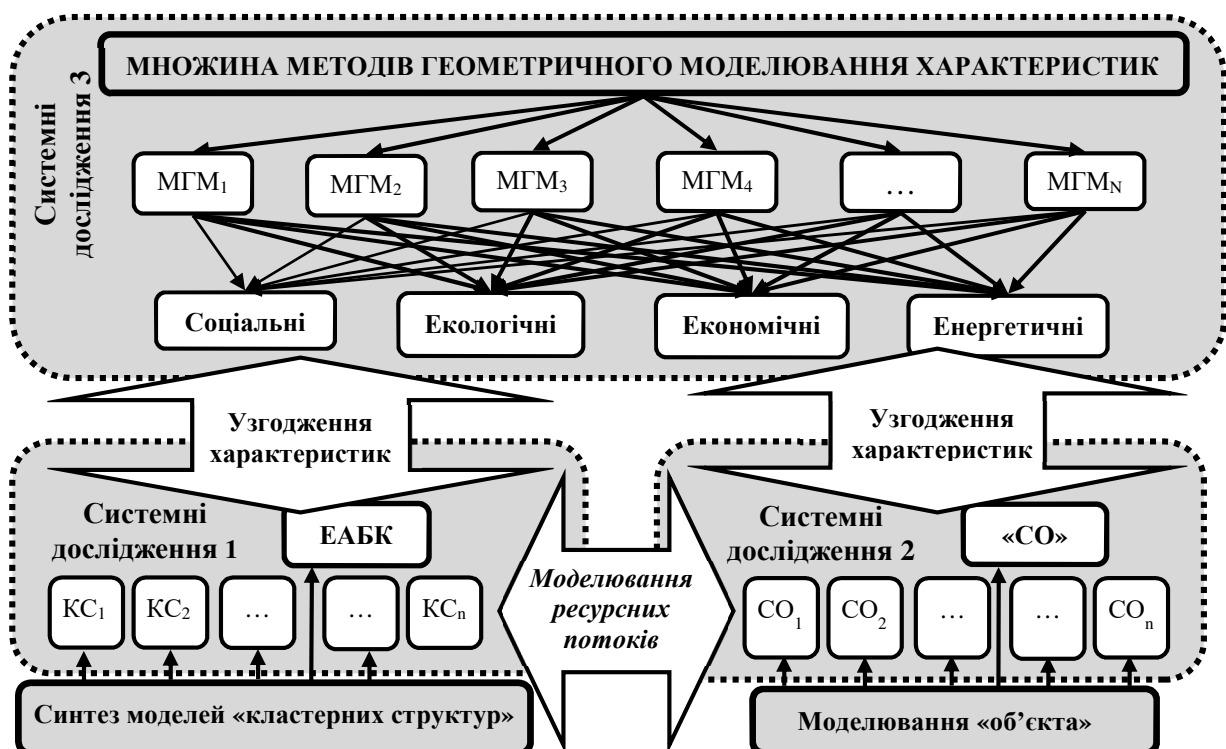 Системні
дослідження 3
МНОЖИНА МЕТОДІВ ГЕОМЕТРИЧНОГО МОДЕЛЮВАННЯ ХАРАКТЕРИСТИК
МГМ₁
МГМ₂
МГМ₃
МГМ₄
…
МГМN
Соціальні
Екологічні
Економічні
Енергетичні
Узгодження
характеристик
Узгодження
характеристик
Системні
дослідження 1
ЕАБК
КС₁
КС₂
…
…
КСn
Синтез моделей «кластерних структур»
Моделювання
ресурсних
потоків
Системні
дослідження 2
«СО»
СО₁
СО₂
…
…
СОn
Моделювання «об’єкта»